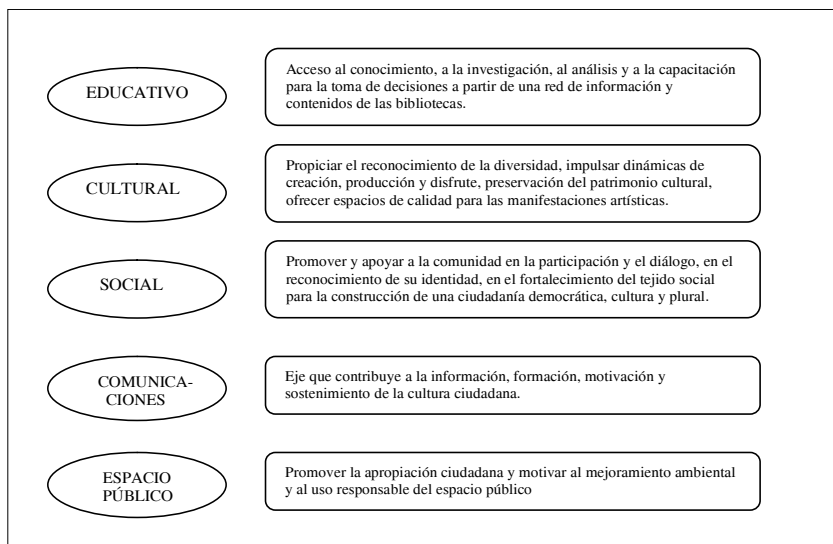 EDUCATIVO
Acceso al conocimiento, a la investigación, al análisis y a la capacitación
para la toma de decisiones a partir de una red de información y
contenidos de las bibliotecas.
CULTURAL
Propiciar el reconocimiento de la diversidad, impulsar dinámicas de
creación, producción y disfrute, preservación del patrimonio cultural,
ofrecer espacios de calidad para las manifestaciones artísticas.
SOCIAL
Promover y apoyar a la comunidad en la participación y el diálogo, en el
reconocimiento de su identidad, en el fortalecimiento del tejido social
para la construcción de una ciudadanía democrática, cultura y plural.
COMUNICA-
CIONES
Eje que contribuye a la información, formación, motivación y
sostenimiento de la cultura ciudadana.
ESPACIO
PÚBLICO
Promover la apropiación ciudadana y motivar al mejoramiento ambiental
y al uso responsable del espacio público